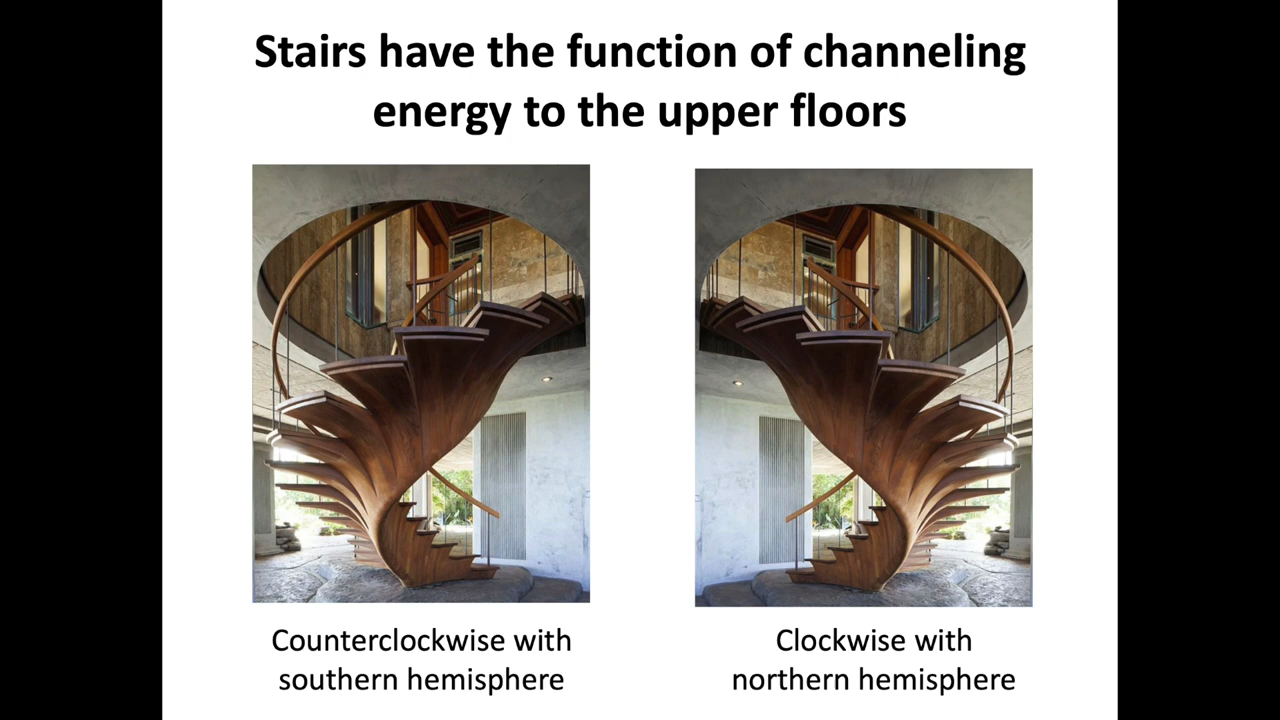 Stairs have the function of channeling
energy to the upper floors
Counterclockwise with
southern hemisphere
Clockwise with
northern hemisphere